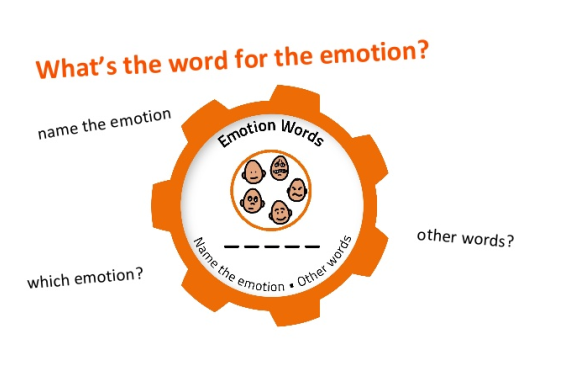 What's the word for the emotion?
name the emotion
Emotion Words
_ _ _ _ _
Name the emotion • Other words
other words?
which emotion?